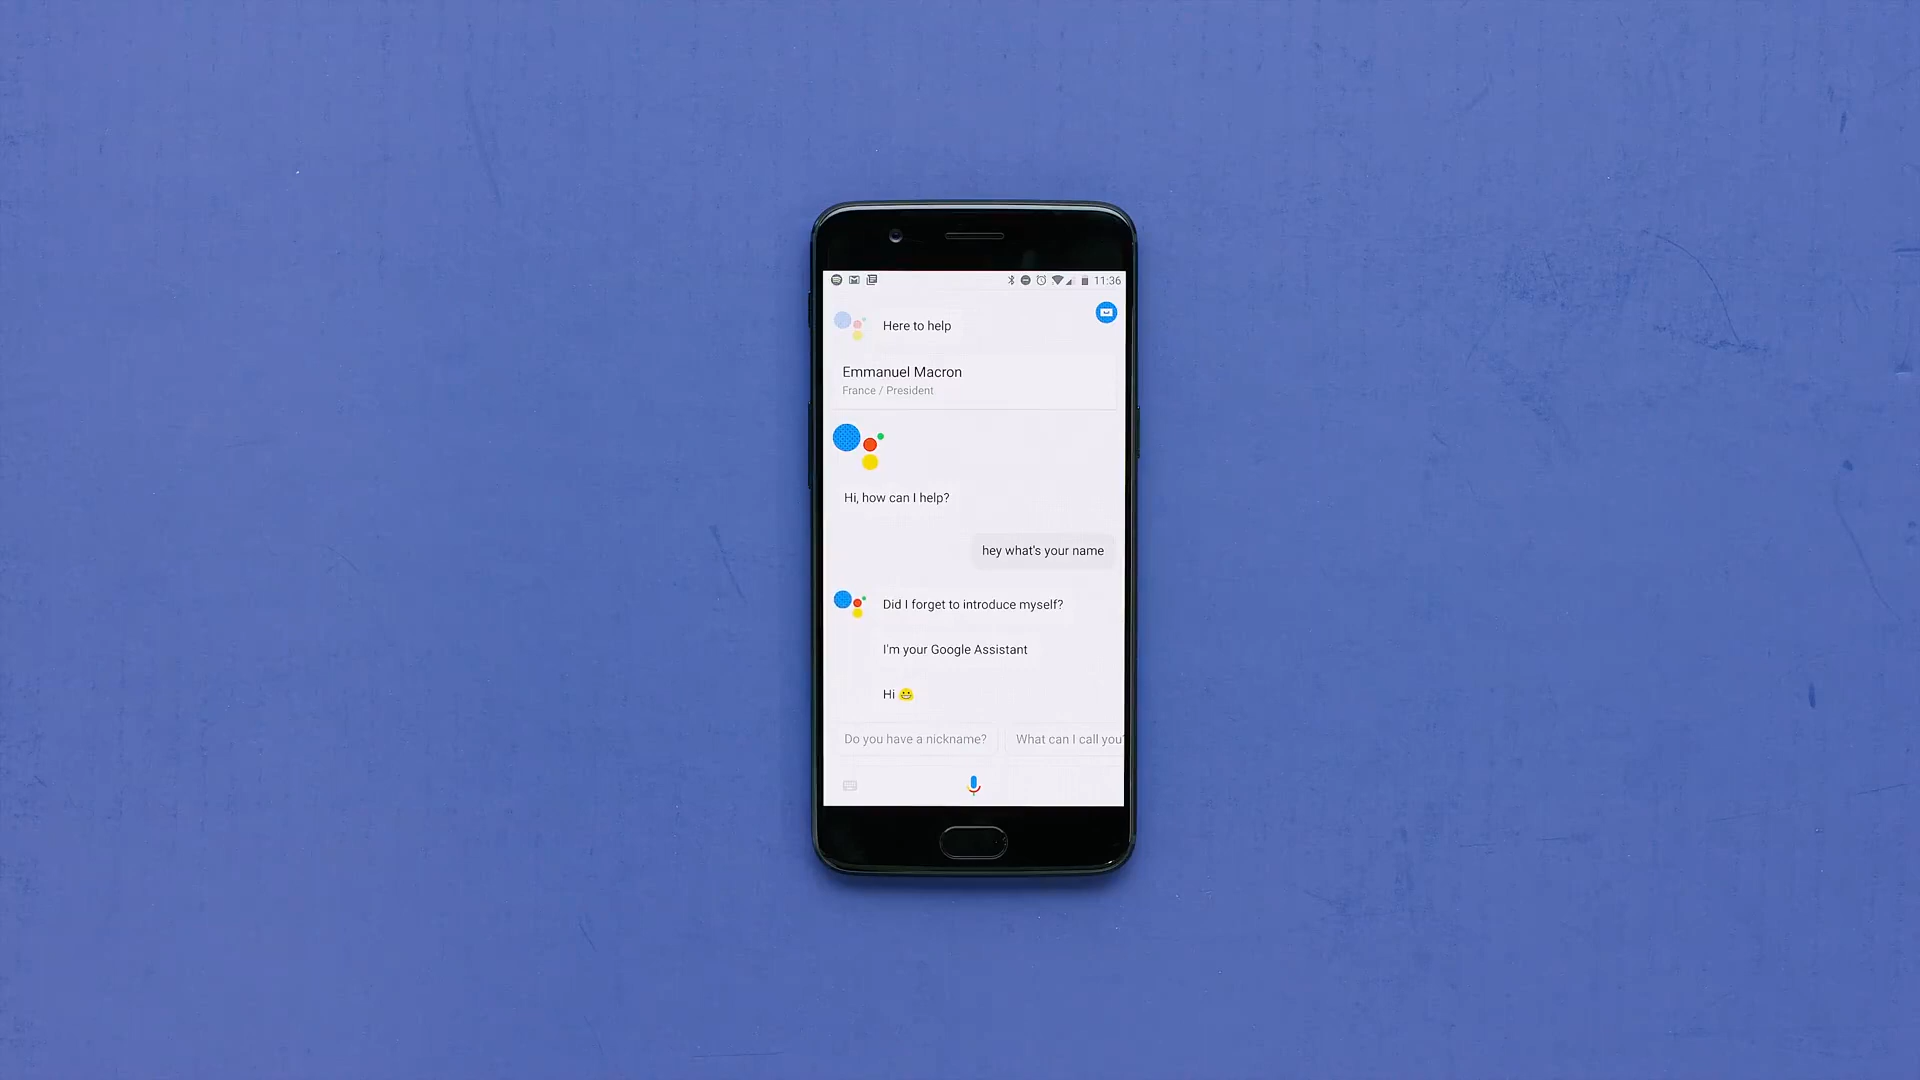 11:36
Here to help
Emmanuel Macron
France / President
Hi, how can I help?
hey what's your name
Did I forget to introduce myself?
I'm your Google Assistant
Hi 😀
Do you have a nickname?
What can I call you?